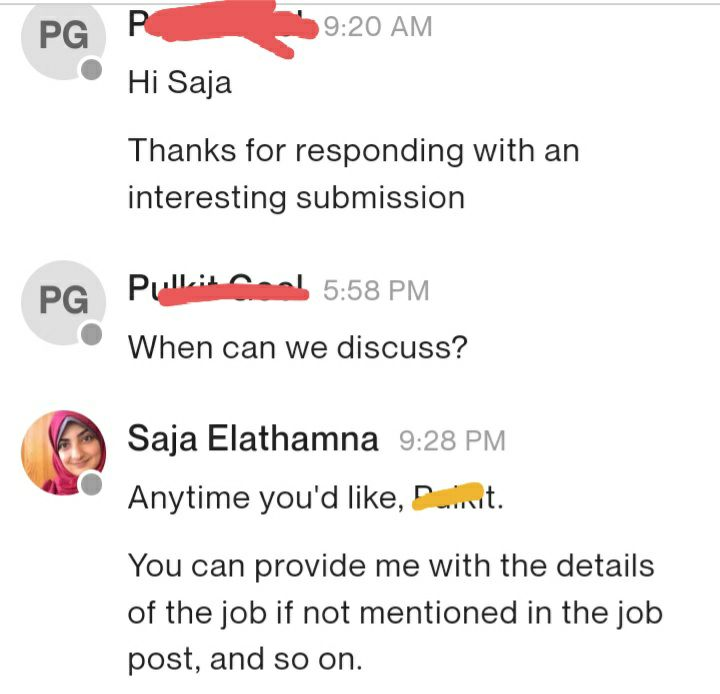 PG
9:20 AM
Hi Saja
Thanks for responding with an
interesting submission
PG
5:58 PM
When can we discuss?
Saja Elathamna 9:28 PM
Anytime you'd like,
You can provide me with the details
of the job if not mentioned in the job
post, and so on.